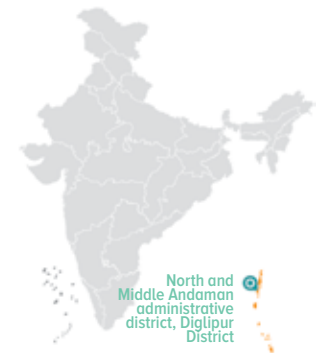 North and
Middle Andaman
administrative
district, Diglipur
District